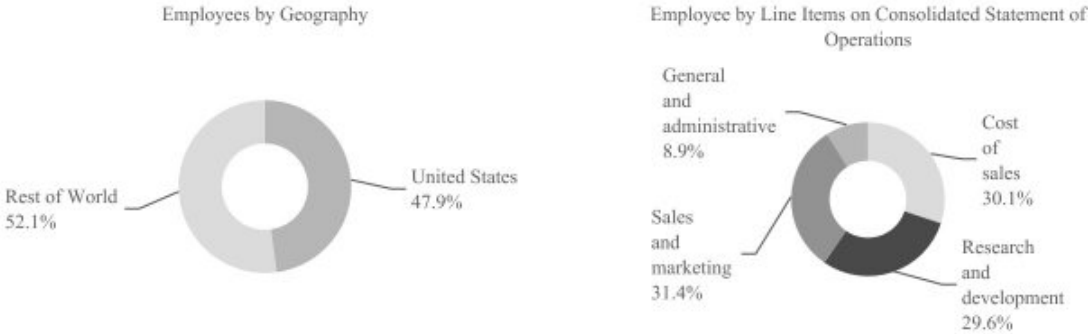 Employees by Geography
Rest of World
52.1%
United States
47.9%
Employee by Line Items on Consolidated Statement of
Operations
General
and
administrative
8.9%
Cost
of
sales
30.1%
Sales
and
marketing
31.4%
Research
and
development
29.6%